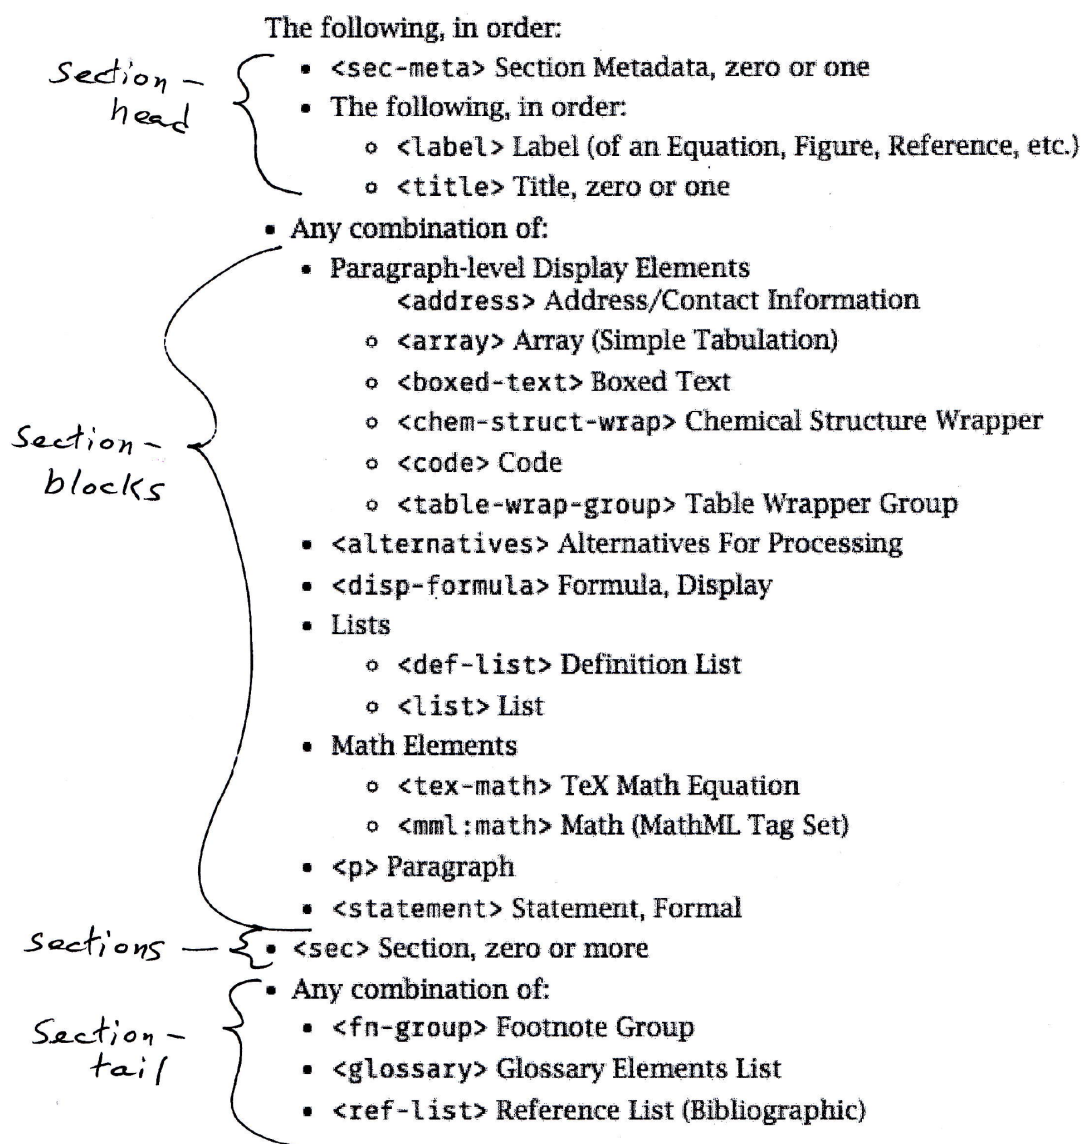 The following, in order:
section-
head
• <sec-meta> Section Metadata, zero or one
• The following, in order:
○ <label> Label (of an Equation, Figure, Reference, etc.)
○ <title> Title, zero or one
• Any combination of:
• Paragraph-level Display Elements
<address> Address/Contact Information
○ <array> Array (Simple Tabulation)
○ <boxed-text> Boxed Text
○ <chem-struct-wrap> Chemical Structure Wrapper
section-
blocks
○ <code> Code
○ <table-wrap-group> Table Wrapper Group
• <alternatives> Alternatives For Processing
• <disp-formula> Formula, Display
• Lists
○ <def-list> Definition List
○ <list> List
• Math Elements
○ <tex-math> TeX Math Equation
○ <mml:math> Math (MathML Tag Set)
• <p> Paragraph
• <statement> Statement, Formal
sections
• <sec> Section, zero or more
• Any combination of:
section-
tail
• <fn-group> Footnote Group
• <glossary> Glossary Elements List
• <ref-list> Reference List (Bibliographic)